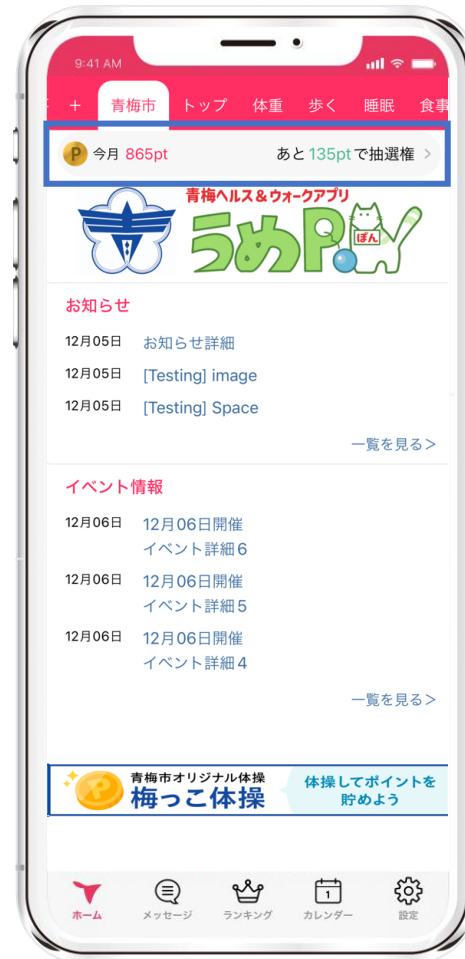 9:41 AM
+ 青梅市 トップ 体重 歩く 睡眠 食事
P 今月 865pt あと135ptで抽選権 >
青梅ヘルス&ウォークアプリ
うめP
ぽん
お知らせ
12月05日 お知らせ詳細
12月05日 [Testing] image
12月05日 [Testing] Space
一覧を見る>
イベント情報
12月06日 12月06日開催
イベント詳細6
12月06日 12月06日開催
イベント詳細5
12月06日 12月06日開催
イベント詳細4
一覧を見る>
P 青梅市オリジナル体操 体操してポイントを
梅っこ体操 貯めよう
1
ホーム メッセージ ランキング カレンダー 設定